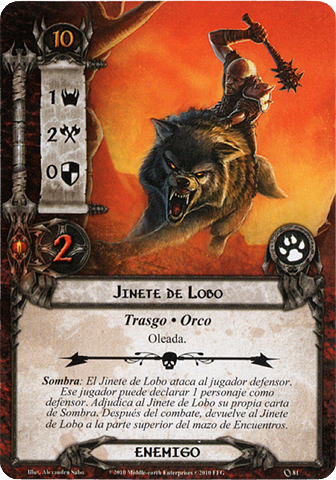 10
1
2
0
2
Jinete de Lobo
Trasgo • Orco
Oleada.
Sombra: El Jinete de Lobo ataca al jugador defensor.
Ese jugador puede declarar 1 personaje como
defensor. Adjudica al Jinete de Lobo su propia carta
de Sombra. Después del combate, devuelve al Jinete
de Lobo a la parte superior del mazo de Encuentros.
ENEMIGO
Illus. Alexandru Sabo ©2010 Middle-earth Enterprises ©2010 FFG 81